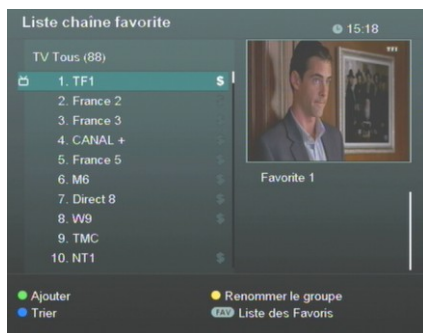 Liste chaine favorite
15:18
TV Tous (88)
1. TF1 $
2. France 2 $
3. France 3 $
4. CANAL + $
5. France 5 $
6. M6 $
7. Direct 8 $
8. W9 $
9. TMC
10. NT1 $
Favorite 1
Ajouter
Renommer le groupe
Trier
FAV Liste des Favoris